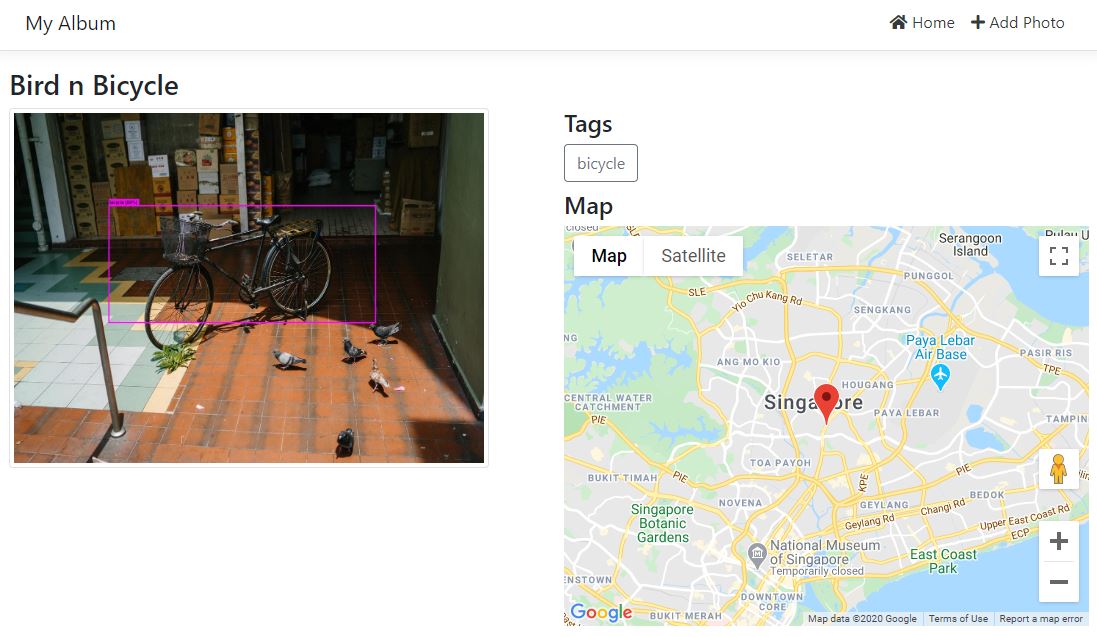 My Album
Home
Add Photo
Bird n Bicycle
Tags
bicycle
Map
closed
Map
Satellite
Serangoon
Island
Pulau U
SELETAR
PUNGGOL
SLE
Yio Chu Kang Rd
SENGKANG
Paya Lebar
Air Base
PASIR RIS
TPE
ANG MO KIO
HOUGANG
CENTRAL WATER
CATCHMENT
PIE
Singapore
PAYA LEBAR
TAMPIN
TOA PAYOH
BUKIT TIMAH
PIE
KPE
PIE
NOVENA
GEYLANG
BEDOK
Changi Rd
Geylang Rd
Upper East Coast Rd
ECP
Singapore
Botanic
Gardens
National Museum
of Singapore
Temporarily closed
East Coast
Park
ENSTOWN
DOWNTOWN
CORE
Google
BUKIT MERAH
Map data ©2020 Google
Terms of Use
Report a map error